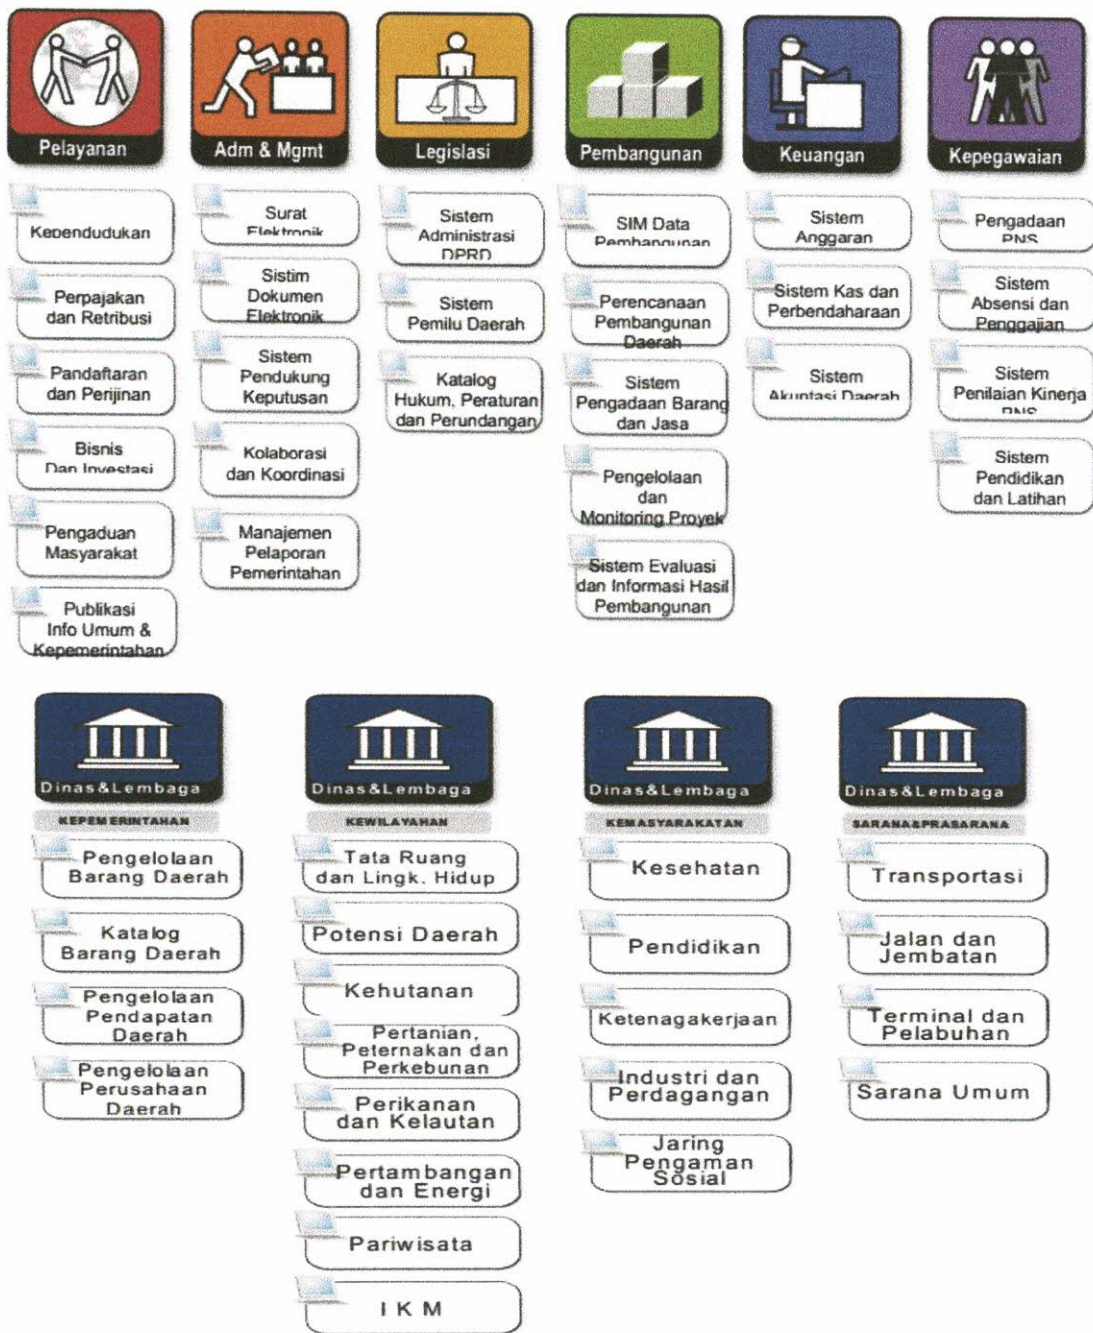 Pelayanan
Adm & Mgmt
Legislasi
Pembangunan
Keuangan
Kepegawaian
Kependudukan
Perpajakan
dan Retribusi
Pandaftaran
dan Perijinan
Bisnis
Dan Investasi
Pengaduan
Masyarakat
Publikasi
Info Umum &
Kepemerintahan
Surat
Elektronik
Sistim
Dokumen
Elektronik
Sistem
Pendukung
Keputusan
Kolaborasi
dan Koordinasi
Manajemen
Pelaporan
Pemerintahan
Sistem
Administrasi
DPRD
Sistem
Pemilu Daerah
Katalog
Hukum, Peraturan
dan Perundangan
SIM Data
Pembangunan
Perencanaan
Pembangunan
Daerah
Sistem
Pengadaan Barang
dan Jasa
Pengelolaan
dan
Monitoring Proyek
Sistem Evaluasi
dan Informasi Hasil
Pembangunan
Sistem
Anggaran
Sistem Kas dan
Perbendaharaan
Sistem
Akuntasi Daerah
Pengadaan
PNS
Sistem
Absensi dan
Penggajian
Sistem
Penilaian Kinerja
PNS
Sistem
Pendidikan
dan Latihan
Dinas&Lembaga
KEPEMERINTAHAN
Pengelolaan
Barang Daerah
Katalog
Barang Daerah
Pengelolaan
Pendapatan
Daerah
Pengelolaan
Perusahaan
Daerah
Dinas&Lembaga
KEWILAYAHAN
Tata Ruang
dan Lingk. Hidup
Potensi Daerah
Kehutanan
Pertanian,
Peternakan dan
Perkebunan
Perikanan
dan Kelautan
Pertambangan
dan Energi
Pariwisata
I K M
Dinas&Lembaga
KEMASYARAKATAN
Kesehatan
Pendidikan
Ketenagakerjaan
Industri dan
Perdagangan
Jaring
Pengaman
Sosial
Dinas&Lembaga
SARANA&PRASARANA
Transportasi
Jalan dan
Jembatan
Terminal dan
Pelabuhan
Sarana Umum